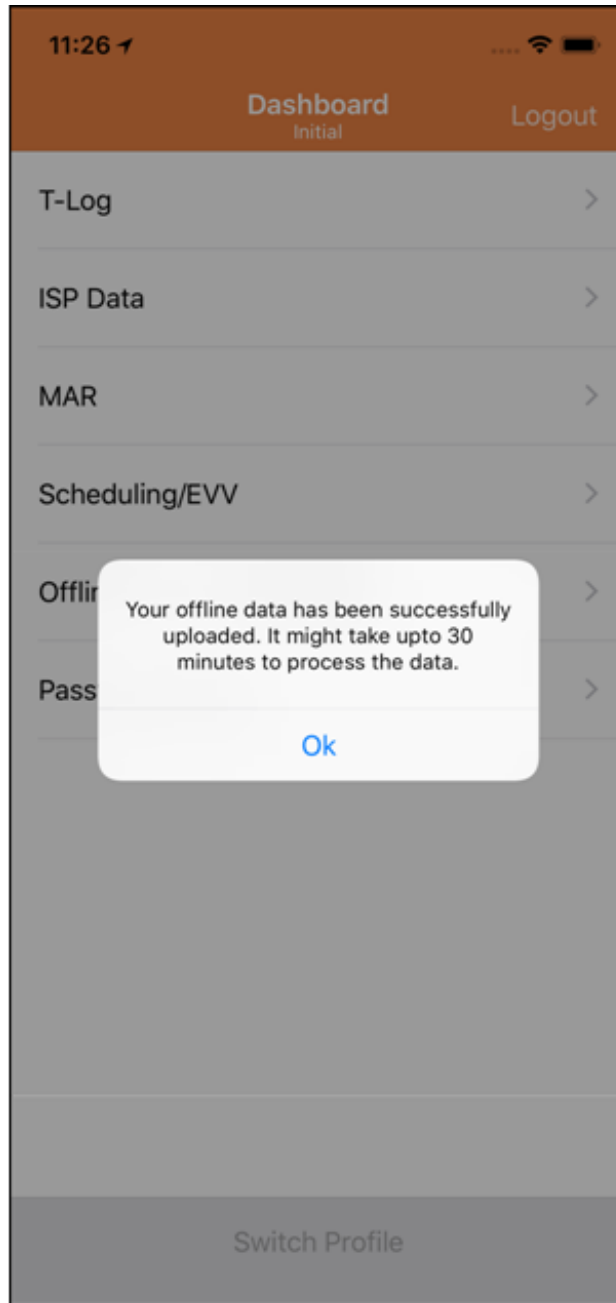 11:26
Dashboard
Initial
Logout
T-Log
ISP Data
MAR
Scheduling/EVV
Offlin
Your offline data has been successfully
uploaded. It might take upto 30
minutes to process the data.
Pass
Ok
Switch Profile